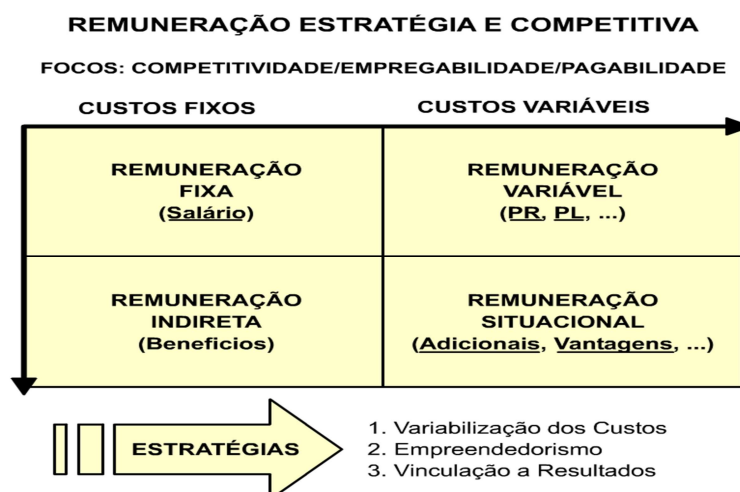 REMUNERAÇÃO ESTRATÉGIA E COMPETITIVA
FOCOS: COMPETITIVIDADE/EMPREGABILIDADE/PAGABILIDADE
CUSTOS FIXOS
CUSTOS VARIÁVEIS
REMUNERAÇÃO
FIXA
(Salário)
REMUNERAÇÃO
VARIÁVEL
(PR, PL, ...)
REMUNERAÇÃO
INDIRETA
(Beneficios)
REMUNERAÇÃO
SITUACIONAL
(Adicionais, Vantagens, ...)
ESTRATÉGIAS
1. Variabilização dos Custos
2. Empreendedorismo
3. Vinculação a Resultados